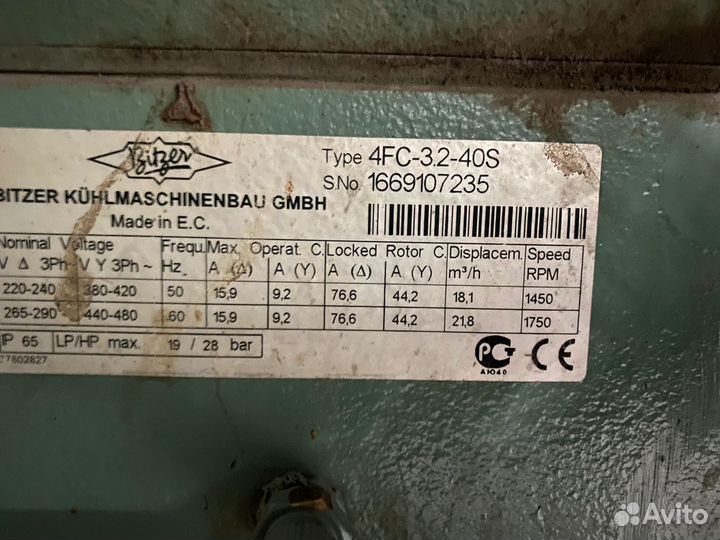 Bitzer
Type 4FC-3.2-40S
S.No. 1669107235
BITZER KÜHLMASCHINENBAU GMBH
Made in E.C.
Nominal Voltage Frequ. Max. Operat. C. Locked Rotor C. Displacem. Speed
V Δ 3Ph~ V Y 3Ph~ Hz A (Δ) A (Y) A (Δ) A (Y) m³/h RPM
220-240 380-420 50 15,9 9,2 76,6 44,2 18,1 1450
265-290 440-480 60 15,9 9,2 76,6 44,2 21,8 1750
IP 65 LP/HP max. 19 / 28 bar
37802827
РСТ
АЮ40
CE
Avito